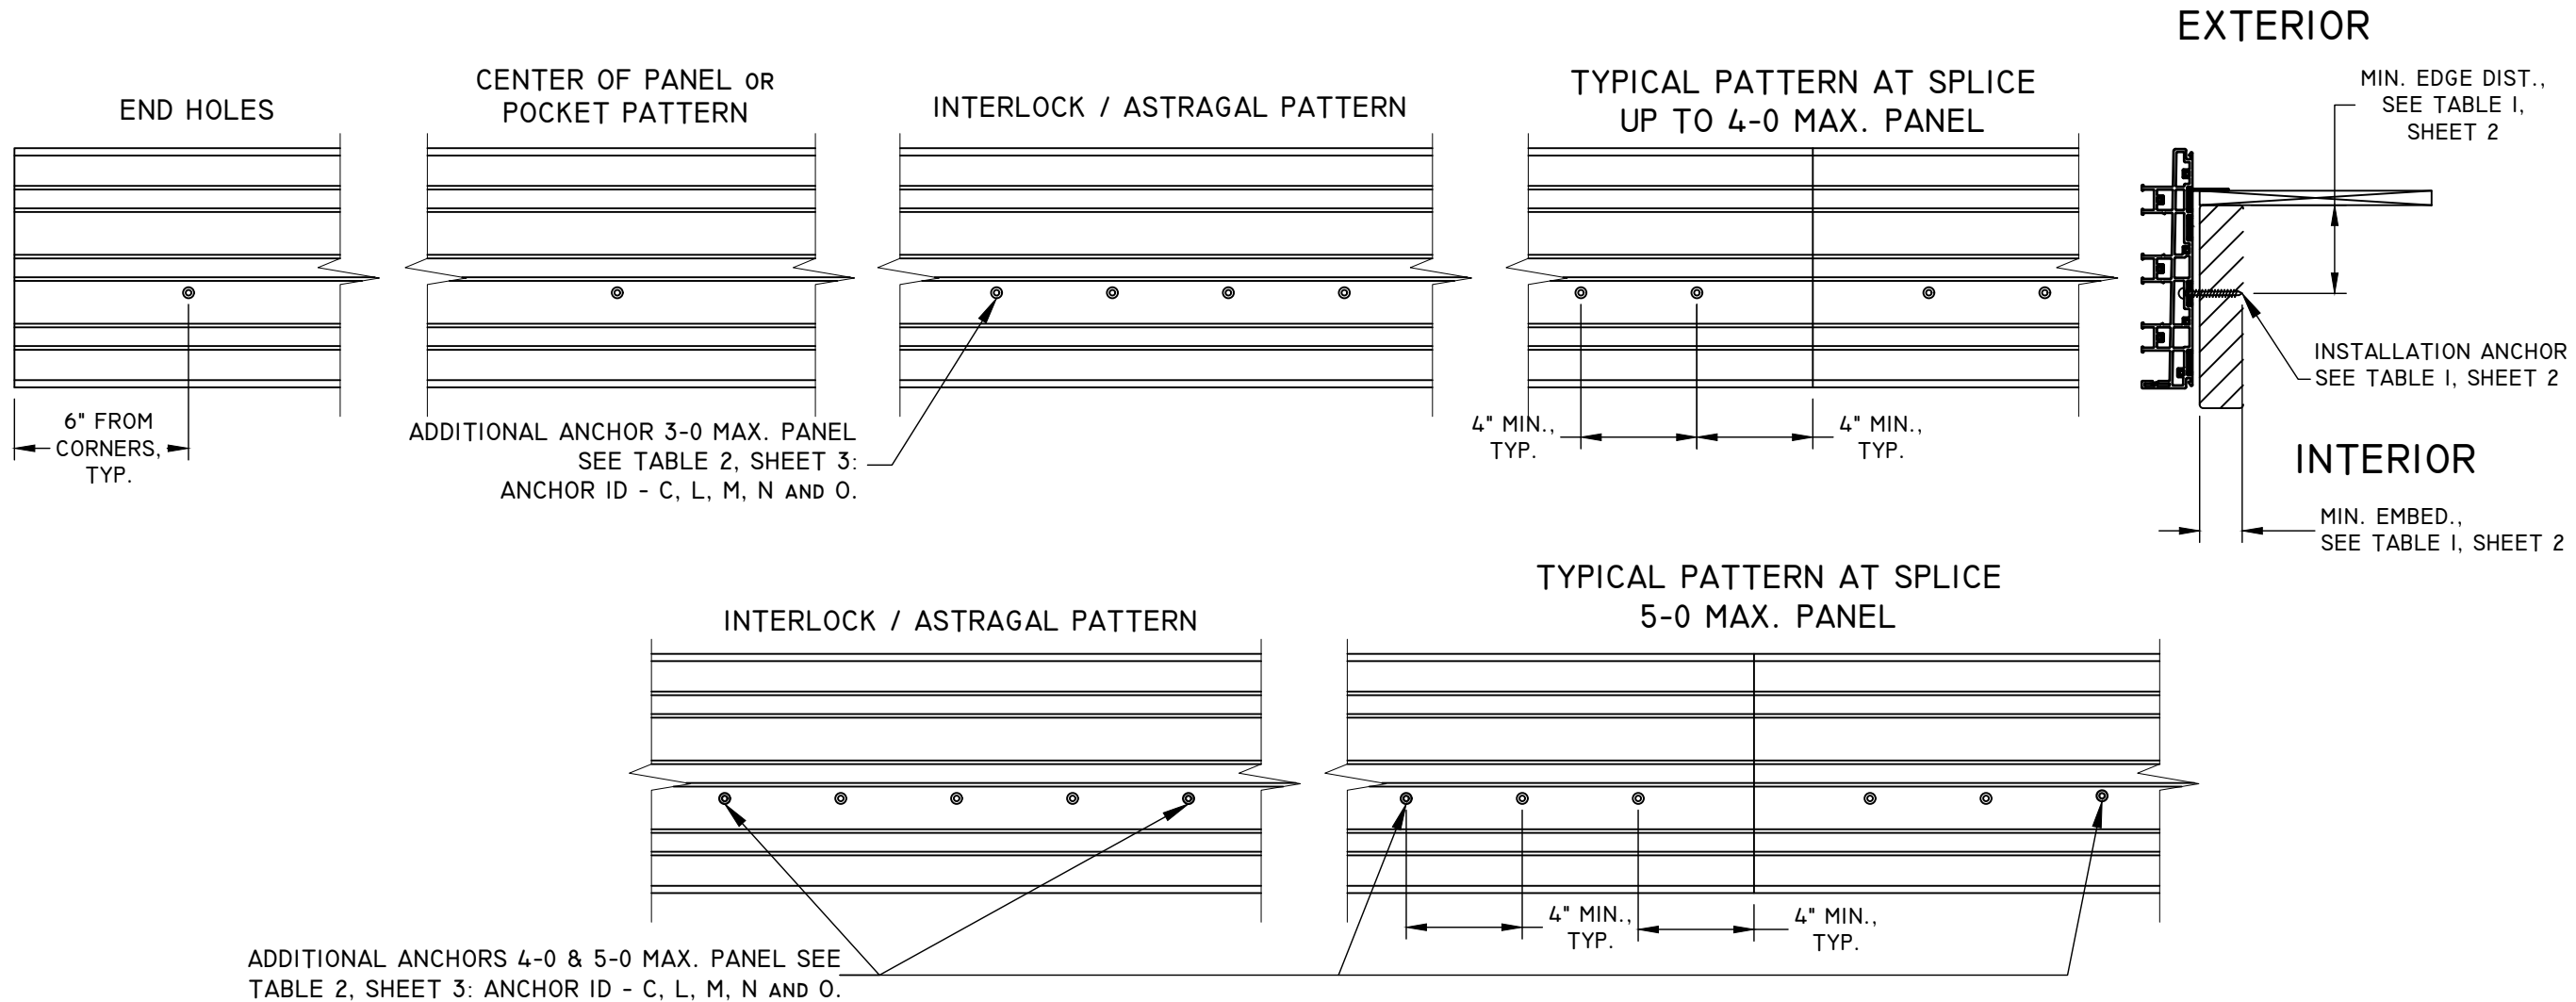 EXTERIOR
END HOLES
CENTER OF PANEL OR
POCKET PATTERN
INTERLOCK / ASTRAGAL PATTERN
TYPICAL PATTERN AT SPLICE
UP TO 4-0 MAX. PANEL
MIN. EDGE DIST.,
SEE TABLE 1,
SHEET 2
6" FROM
CORNERS,
TYP.
ADDITIONAL ANCHOR 3-0 MAX. PANEL
SEE TABLE 2, SHEET 3:
ANCHOR ID - C, L, M, N AND O.
4" MIN.,
TYP.
4" MIN.,
TYP.
INSTALLATION ANCHOR
SEE TABLE 1, SHEET 2
INTERIOR
MIN. EMBED.,
SEE TABLE 1, SHEET 2
INTERLOCK / ASTRAGAL PATTERN
TYPICAL PATTERN AT SPLICE
5-0 MAX. PANEL
4" MIN.,
TYP.
4" MIN.,
TYP.
ADDITIONAL ANCHORS 4-0 & 5-0 MAX. PANEL SEE
TABLE 2, SHEET 3: ANCHOR ID - C, L, M, N AND O.